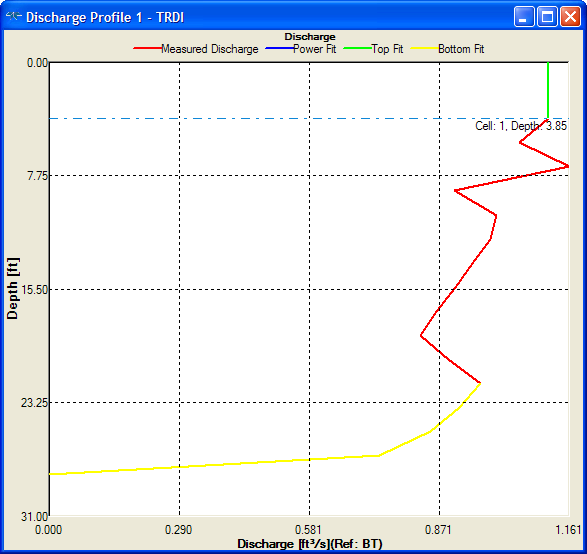 Discharge Profile 1 - TRDI
Discharge
Measured Discharge Power Fit Top Fit Bottom Fit
0.00
Cell: 1, Depth: 3.85
7.75
Depth [ft]
15.50
23.25
31.00
0.000 0.290 0.581 0.871 1.161
Discharge [ft³/s](Ref: BT)